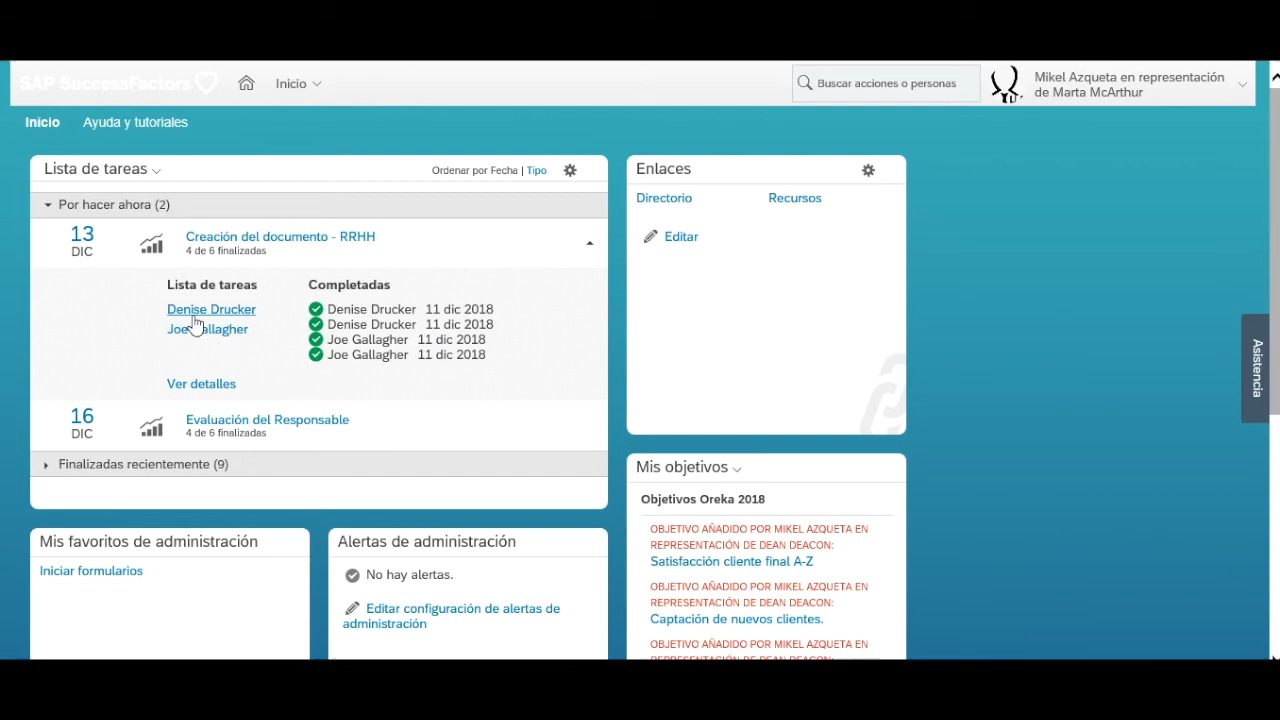 SAP SuccessFactors
Inicio
Buscar acciones o personas
Mikel Azqueta en representación
de Marta McArthur
Inicio
Ayuda y tutoriales
Lista de tareas
Ordenar por Fecha | Tipo
Por hacer ahora (2)
13
DIC
Creación del documento - RRHH
4 de 6 finalizadas
Lista de tareas
Completadas
Denise Drucker
Joe Gallagher
Denise Drucker 11 dic 2018
Denise Drucker 11 dic 2018
Joe Gallagher 11 dic 2018
Joe Gallagher 11 dic 2018
Ver detalles
16
DIC
Evaluación del Responsable
4 de 6 finalizadas
Finalizadas recientemente (9)
Enlaces
Directorio
Recursos
Editar
Asistencia
Mis favoritos de administración
Iniciar formularios
Alertas de administración
No hay alertas.
Editar configuración de alertas de
administración
Mis objetivos
Objetivos Oreka 2018
OBJETIVO AÑADIDO POR MIKEL AZQUETA EN
REPRESENTACIÓN DE DEAN DEACON:
Satisfacción cliente final A-Z
OBJETIVO AÑADIDO POR MIKEL AZQUETA EN
REPRESENTACIÓN DE DEAN DEACON:
Captación de nuevos clientes.
OBJETIVO AÑADIDO POR MIKEL AZQUETA EN
REPRESENTACIÓN DE DEAN DEACON: